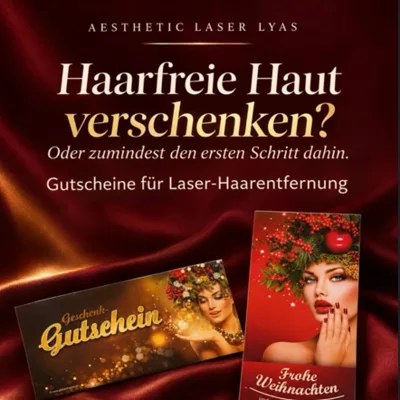 AESTHETIC LASER LYAS
Haarfreie Haut
verschenken?
Oder zumindest den ersten Schritt dahin.
Gutscheine für Laser-Haarentfernung
Geschenk-
Gutschein
Frohe
Weihnachten